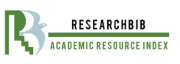 RESEARCHBIB
ACADEMIC RESOURCE INDEX